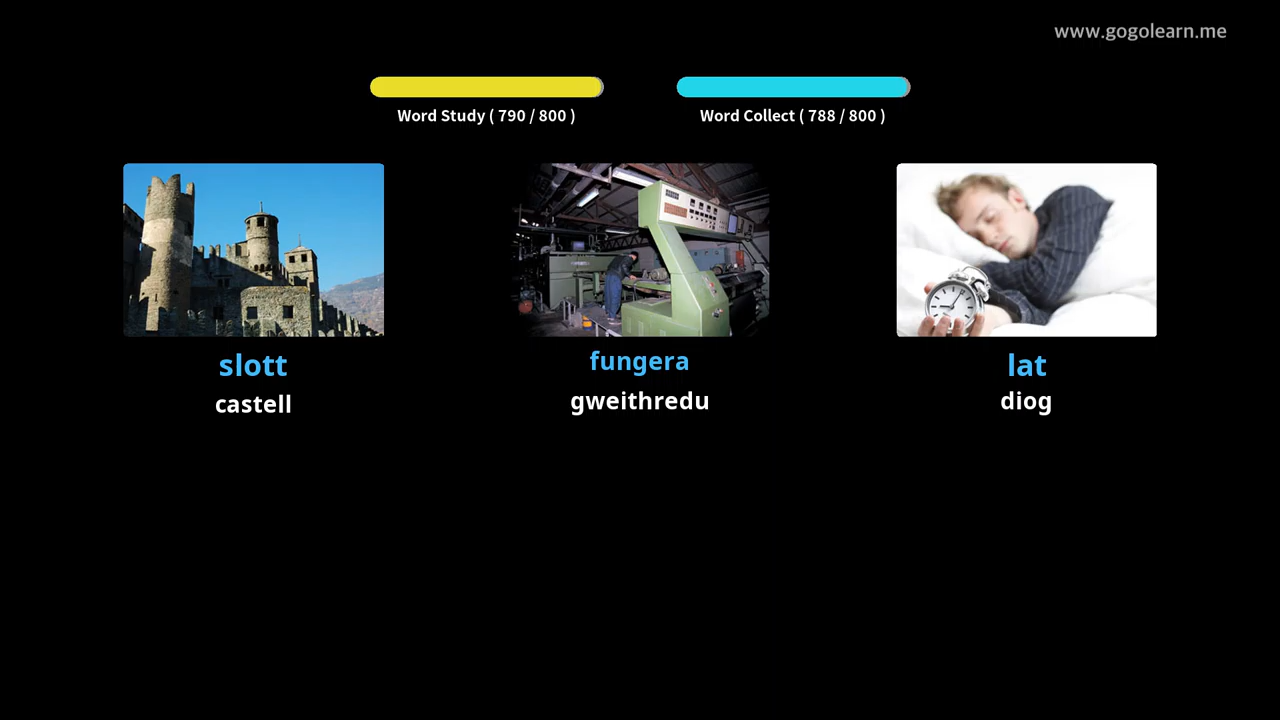 www.gogolearn.me
Word Study ( 790 / 800 )
Word Collect ( 788 / 800 )
slott
castell
fungera
gweithredu
lat
diog